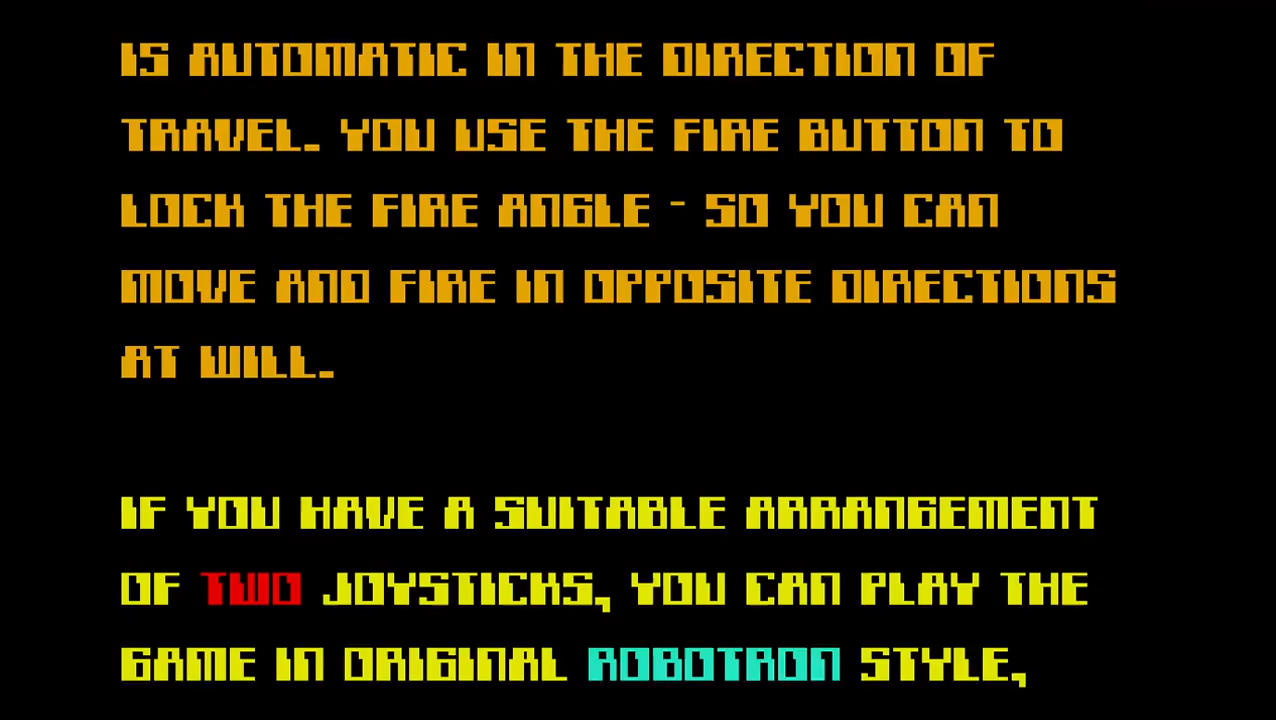 IS AUTOMATIC IN THE DIRECTION OF
TRAVEL. YOU USE THE FIRE BUTTON TO
LOCK THE FIRE ANGLE - SO YOU CAN
MOVE AND FIRE IN OPPOSITE DIRECTIONS
AT WILL.
IF YOU HAVE A SUITABLE ARRANGEMENT
OF TWO JOYSTICKS, YOU CAN PLAY THE
GAME IN ORIGINAL ROBOTRON STYLE,